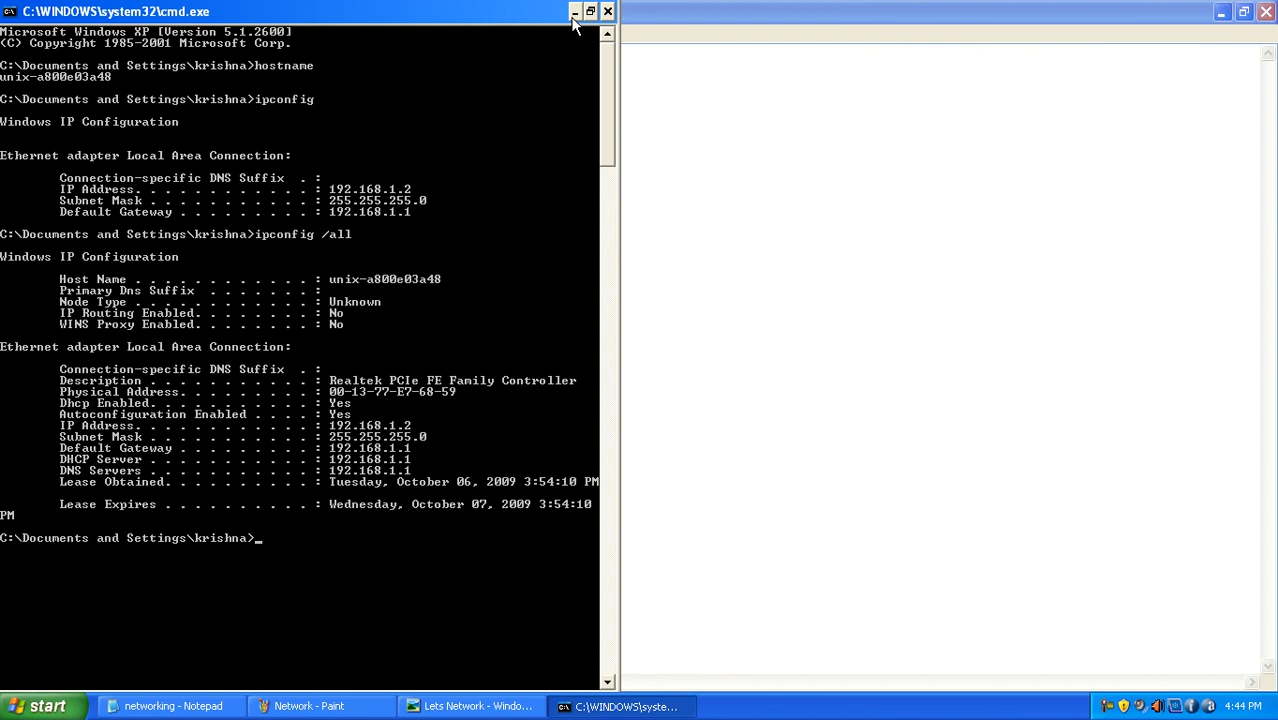 C:\WINDOWS\system32\cmd.exe
Microsoft Windows XP [Version 5.1.2600]
(C) Copyright 1985-2001 Microsoft Corp.
C:\Documents and Settings\krishna>hostname
unix-a800e03a48
C:\Documents and Settings\krishna>ipconfig
Windows IP Configuration
Ethernet adapter Local Area Connection:
Connection-specific DNS Suffix . :
IP Address. . . . . . . . . . . . : 192.168.1.2
Subnet Mask . . . . . . . . . . . : 255.255.255.0
Default Gateway . . . . . . . . . : 192.168.1.1
C:\Documents and Settings\krishna>ipconfig /all
Windows IP Configuration
Host Name . . . . . . . . . . . . : unix-a800e03a48
Primary Dns Suffix . . . . . . . :
Node Type . . . . . . . . . . . . : Unknown
IP Routing Enabled. . . . . . . . : No
WINS Proxy Enabled. . . . . . . . : No
Ethernet adapter Local Area Connection:
Connection-specific DNS Suffix . :
Description . . . . . . . . . . . : Realtek PCIe FE Family Controller
Physical Address. . . . . . . . . : 00-13-77-E7-68-59
Dhcp Enabled. . . . . . . . . . . : Yes
Autoconfiguration Enabled . . . . : Yes
IP Address. . . . . . . . . . . . : 192.168.1.2
Subnet Mask . . . . . . . . . . . : 255.255.255.0
Default Gateway . . . . . . . . . : 192.168.1.1
DHCP Server . . . . . . . . . . . : 192.168.1.1
DNS Servers . . . . . . . . . . . : 192.168.1.1
Lease Obtained. . . . . . . . . . : Tuesday, October 06, 2009 3:54:10 PM
Lease Expires . . . . . . . . . . : Wednesday, October 07, 2009 3:54:10
PM
C:\Documents and Settings\krishna>_
start networking - Notepad Network - Paint Lets Network - Windo... C:\WINDOWS\syste... 4:44 PM